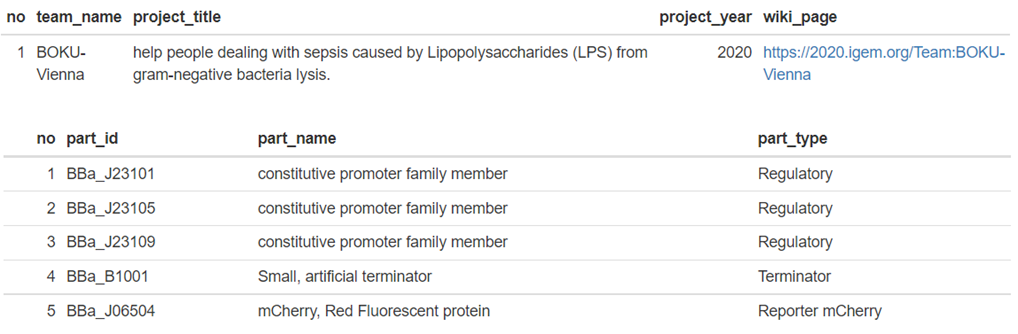 no team_name project_title project_year wiki_page
1 BOKU- help people dealing with sepsis caused by Lipopolysaccharides (LPS) from 2020 https://2020.igem.org/Team:BOKU-
Vienna gram-negative bacteria lysis. Vienna
no part_id part_name part_type
1 BBa_J23101 constitutive promoter family member Regulatory
2 BBa_J23105 constitutive promoter family member Regulatory
3 BBa_J23109 constitutive promoter family member Regulatory
4 BBa_B1001 Small, artificial terminator Terminator
5 BBa_J06504 mCherry, Red Fluorescent protein Reporter mCherry